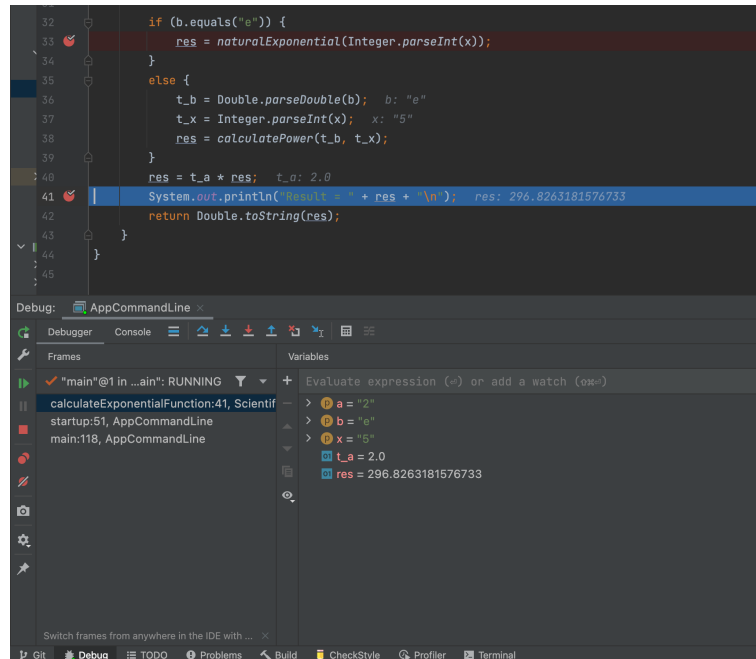 32 if (b.equals("e")) {
33 res = naturalExponential(Integer.parseInt(x));
34 }
35 else {
36 t_b = Double.parseDouble(b); b: "e"
37 t_x = Integer.parseInt(x); x: "5"
38 res = calculatePower(t_b, t_x);
39 }
40 res = t_a * res; t_a: 2.0
41 System.out.println("Result = " + res + "\n"); res: 296.8263181576733
42 return Double.toString(res);
43 }
44 }
45
Debug: AppCommandLine ×
Debugger Console
Frames Variables
"main"@1 in ...ain": RUNNING Evaluate expression (⏎) or add a watch (⇧⌘⏎)
calculateExponentialFunction:41, Scientif
startup:51, AppCommandLine
main:118, AppCommandLine
a = "2"
b = "e"
x = "5"
t_a = 2.0
res = 296.8263181576733
Switch frames from anywhere in the IDE with ... ×
Git Debug TODO Problems Build CheckStyle Profiler Terminal